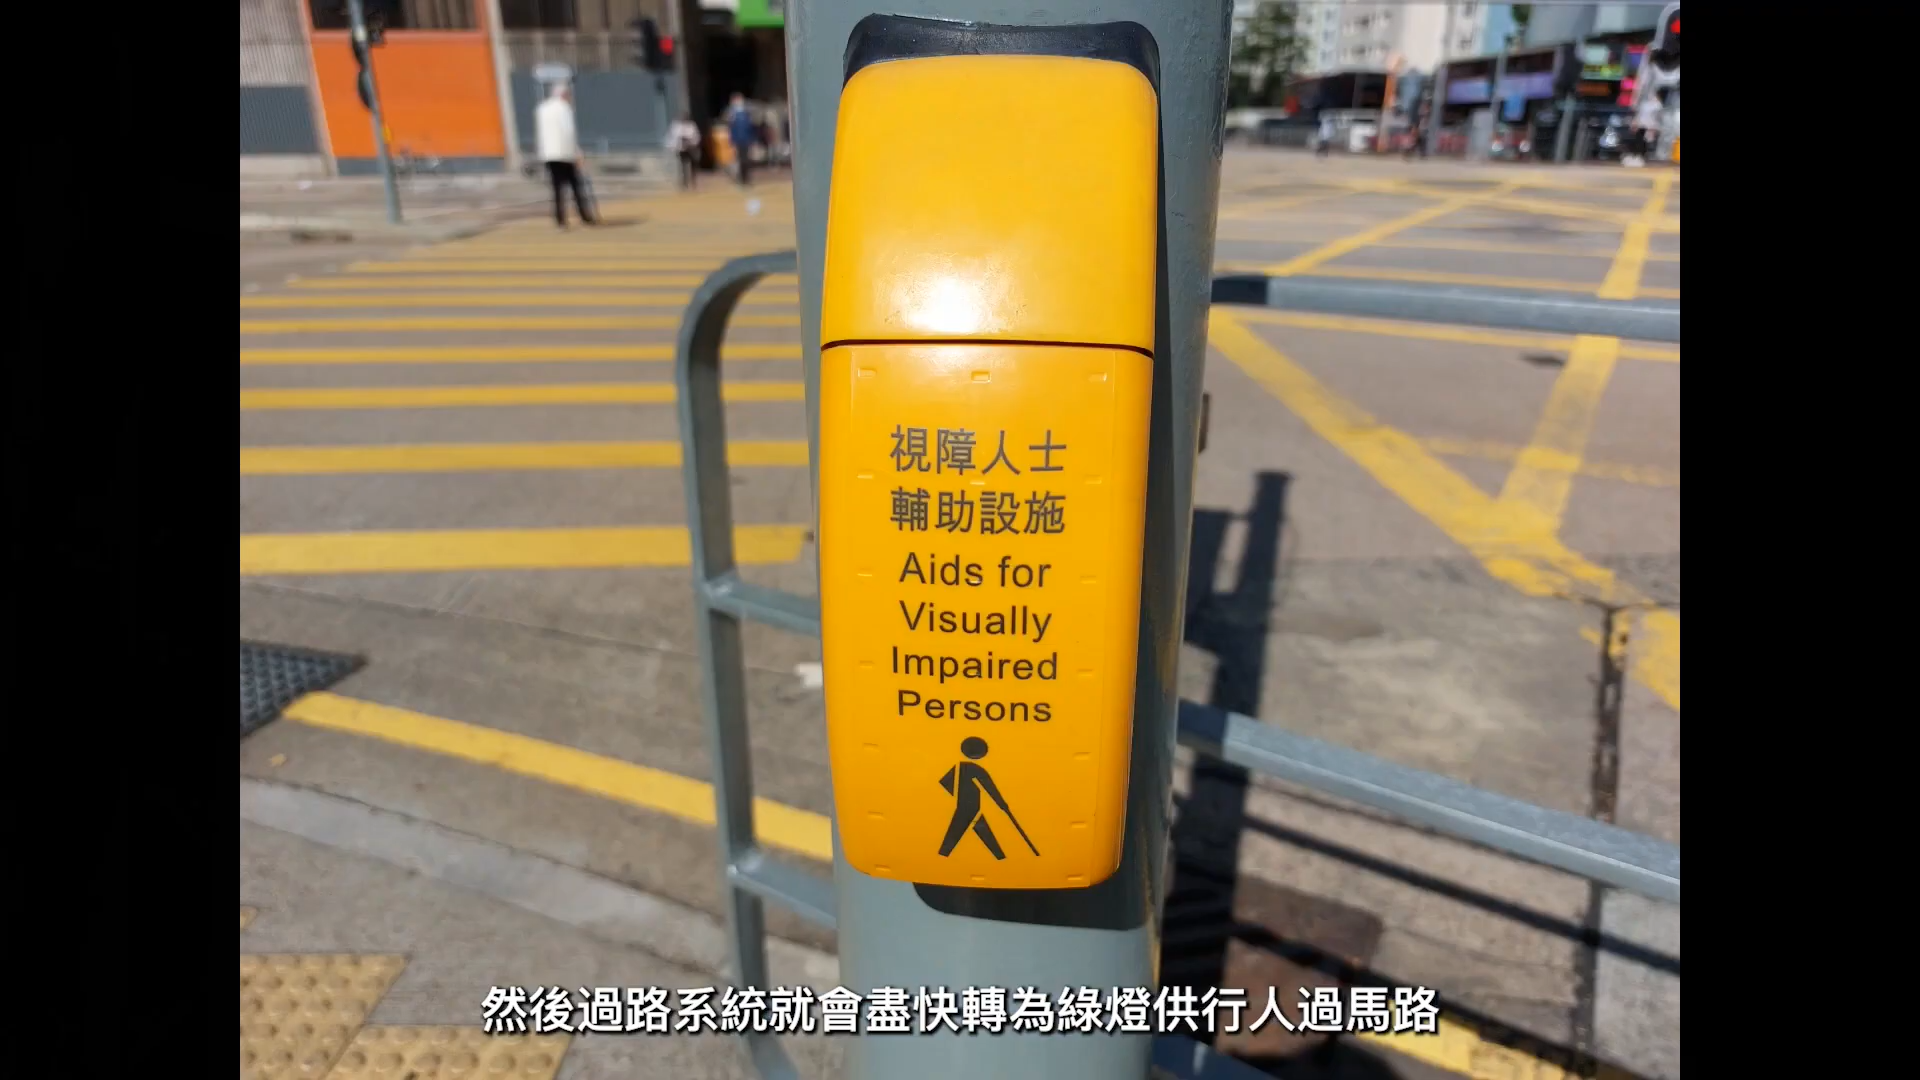 視障人士
輔助設施
Aids for
Visually
Impaired
Persons
然後過路系統就會盡快轉為綠燈供行人過馬路